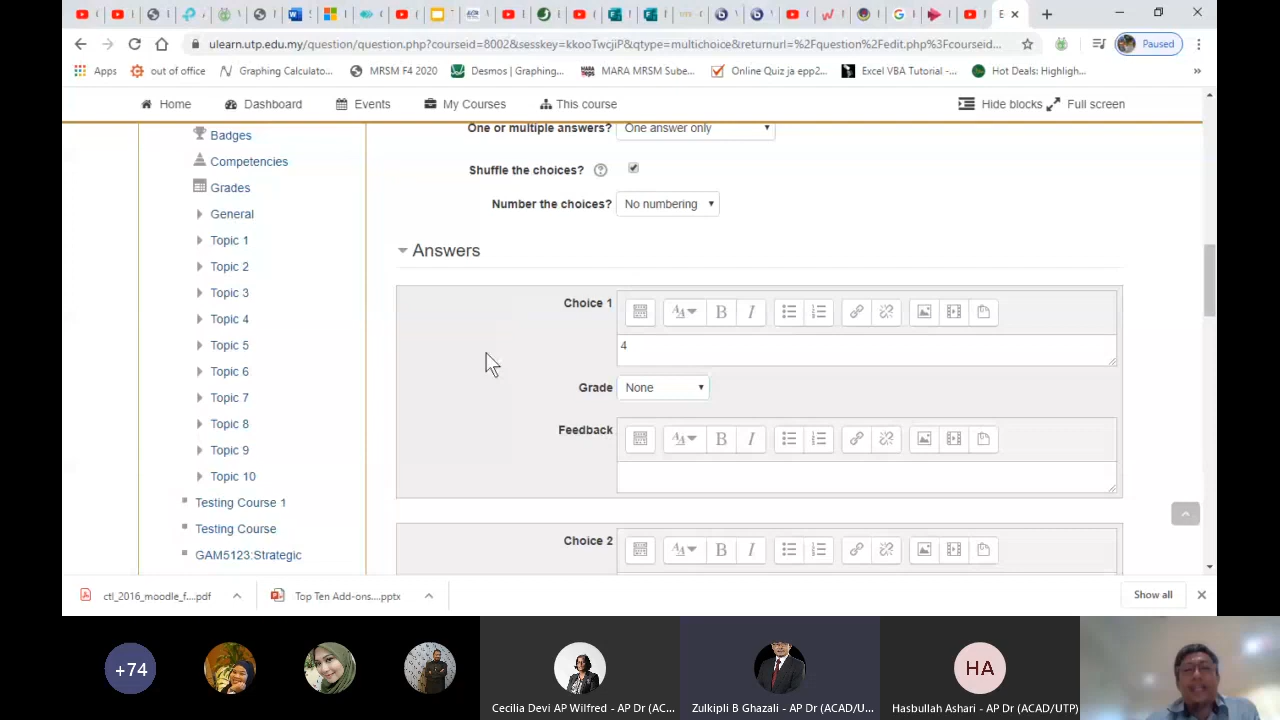 ulearn.utp.edu.my/question/question.php?courseid=8002&sesskey=kkooTwcjiP&qtype=multichoice&returnurl=%2Fquestion%2Fedit.php%3Fcourseid...
Paused
Apps
out of office
Graphing Calculato...
MRSM F4 2020
Desmos | Graphing...
MARA MRSM Sube...
Online Quiz ja epp2...
Excel VBA Tutorial -...
Hot Deals: Highligh...
»
Home
Dashboard
Events
My Courses
This course
Hide blocks
Full screen
Badges
Competencies
Grades
General
Topic 1
Topic 2
Topic 3
Topic 4
Topic 5
Topic 6
Topic 7
Topic 8
Topic 9
Topic 10
Testing Course 1
Testing Course
GAM5123:Strategic
One or multiple answers? One answer only
Shuffle the choices?
Number the choices? No numbering
Answers
Choice 1
B I
4
Grade None
Feedback
B I
Choice 2
B I
ctl_2016_moodle_f....pdf
Top Ten Add-ons....pptx
Show all
+74
Cecilia Devi AP Wilfred - AP Dr (AC...
Zulkipli B Ghazali - AP Dr (ACAD/U...
HA
Hasbullah Ashari - AP Dr (ACAD/UTP)